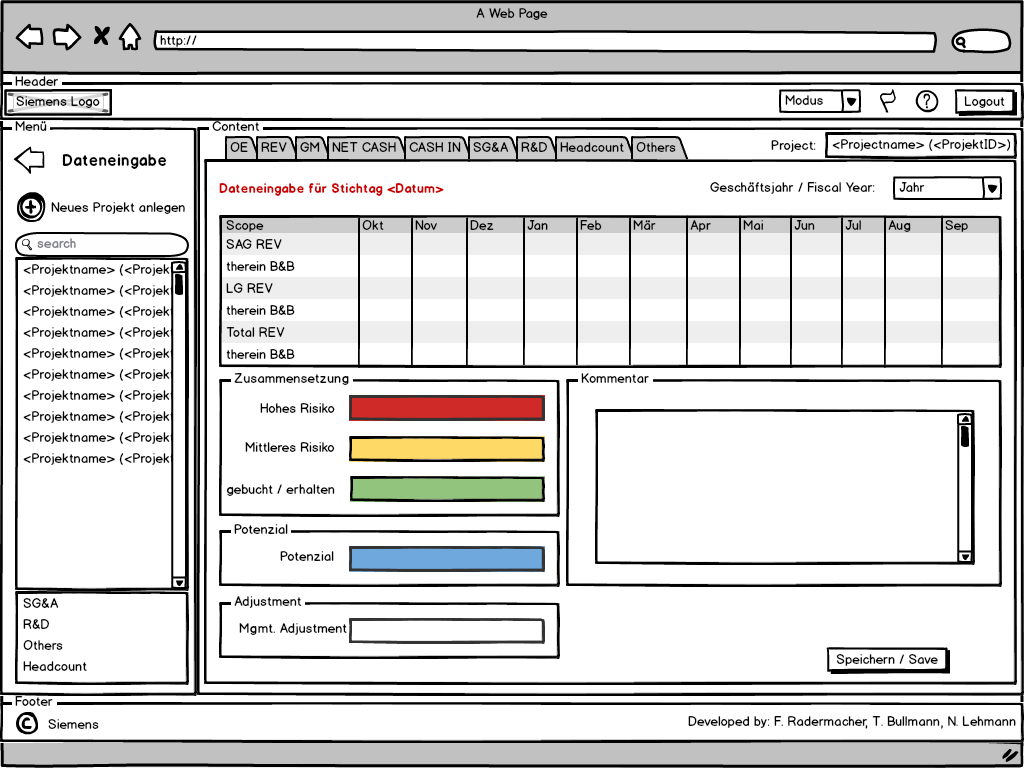 A Web Page
http://
Header
Siemens Logo
Modus
?
Logout
Menü
Dateneingabe
Neues Projekt anlegen
search
<Projektname> (<Projek
<Projektname> (<Projek
<Projektname> (<Projek
<Projektname> (<Projek
<Projektname> (<Projek
<Projektname> (<Projek
<Projektname> (<Projek
<Projektname> (<Projek
<Projektname> (<Projek
<Projektname> (<Projek
SG&A
R&D
Others
Headcount
Content
OE REV GM NET CASH CASH IN SG&A R&D Headcount Others
Project: <Projectname> (<ProjektID>)
Dateneingabe für Stichtag <Datum>
Geschäftsjahr / Fiscal Year: Jahr
Scope Okt Nov Dez Jan Feb Mär Apr Mai Jun Jul Aug Sep
SAG REV
therein B&B
LG REV
therein B&B
Total REV
therein B&B
Zusammensetzung
Hohes Risiko
Mittleres Risiko
gebucht / erhalten
Potenzial
Potenzial
Adjustment
Mgmt. Adjustment
Kommentar
Speichern / Save
Footer
© Siemens
Developed by: F. Radermacher, T. Bullmann, N. Lehmann